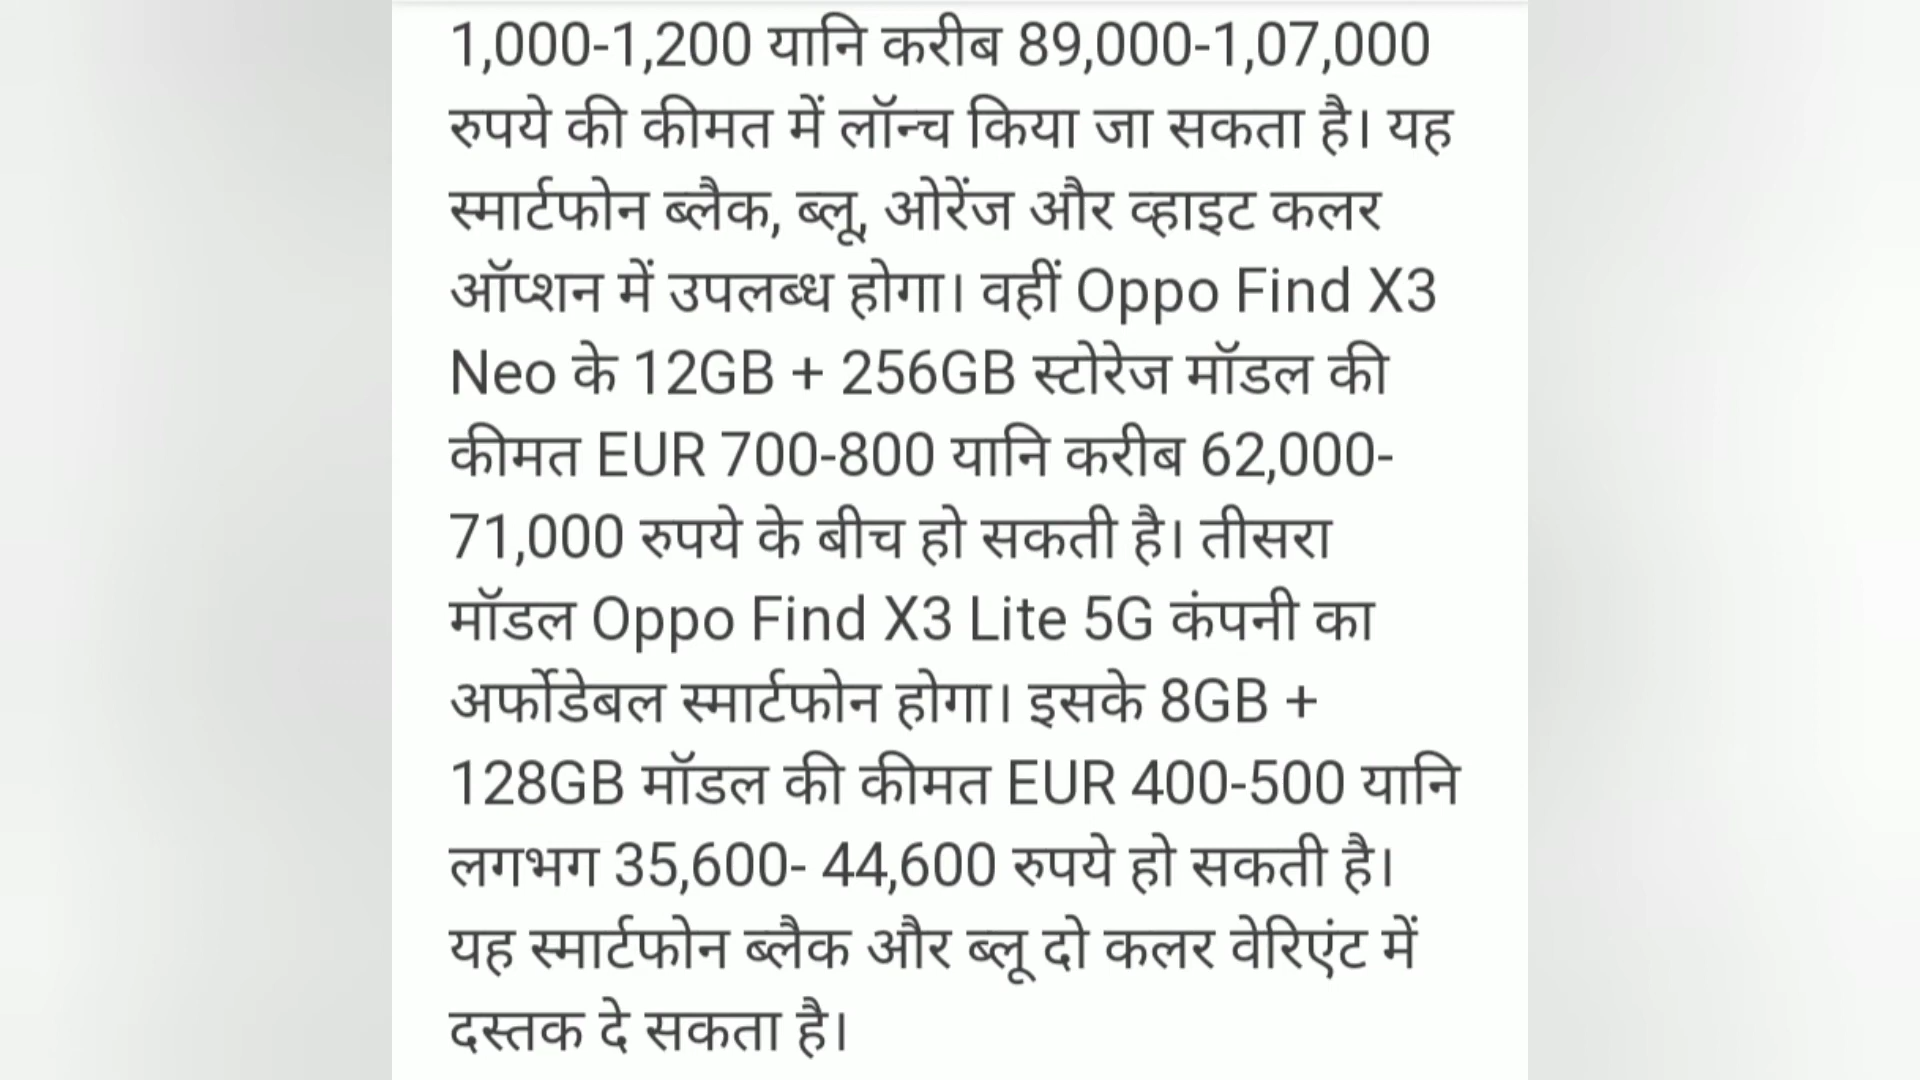 1,000-1,200 यानि करीब 89,000-1,07,000
रुपये की कीमत में लॉन्च किया जा सकता है। यह
स्मार्टफोन ब्लैक, ब्लू, ओरेंज और व्हाइट कलर
ऑप्शन में उपलब्ध होगा। वहीं Oppo Find X3
Neo के 12GB + 256GB स्टोरेज मॉडल की
कीमत EUR 700-800 यानि करीब 62,000-
71,000 रुपये के बीच हो सकती है। तीसरा
मॉडल Oppo Find X3 Lite 5G कंपनी का
अर्फोडेबल स्मार्टफोन होगा। इसके 8GB +
128GB मॉडल की कीमत EUR 400-500 यानि
लगभग 35,600- 44,600 रुपये हो सकती है।
यह स्मार्टफोन ब्लैक और ब्लू दो कलर वेरिएंट में
दस्तक दे सकता है।